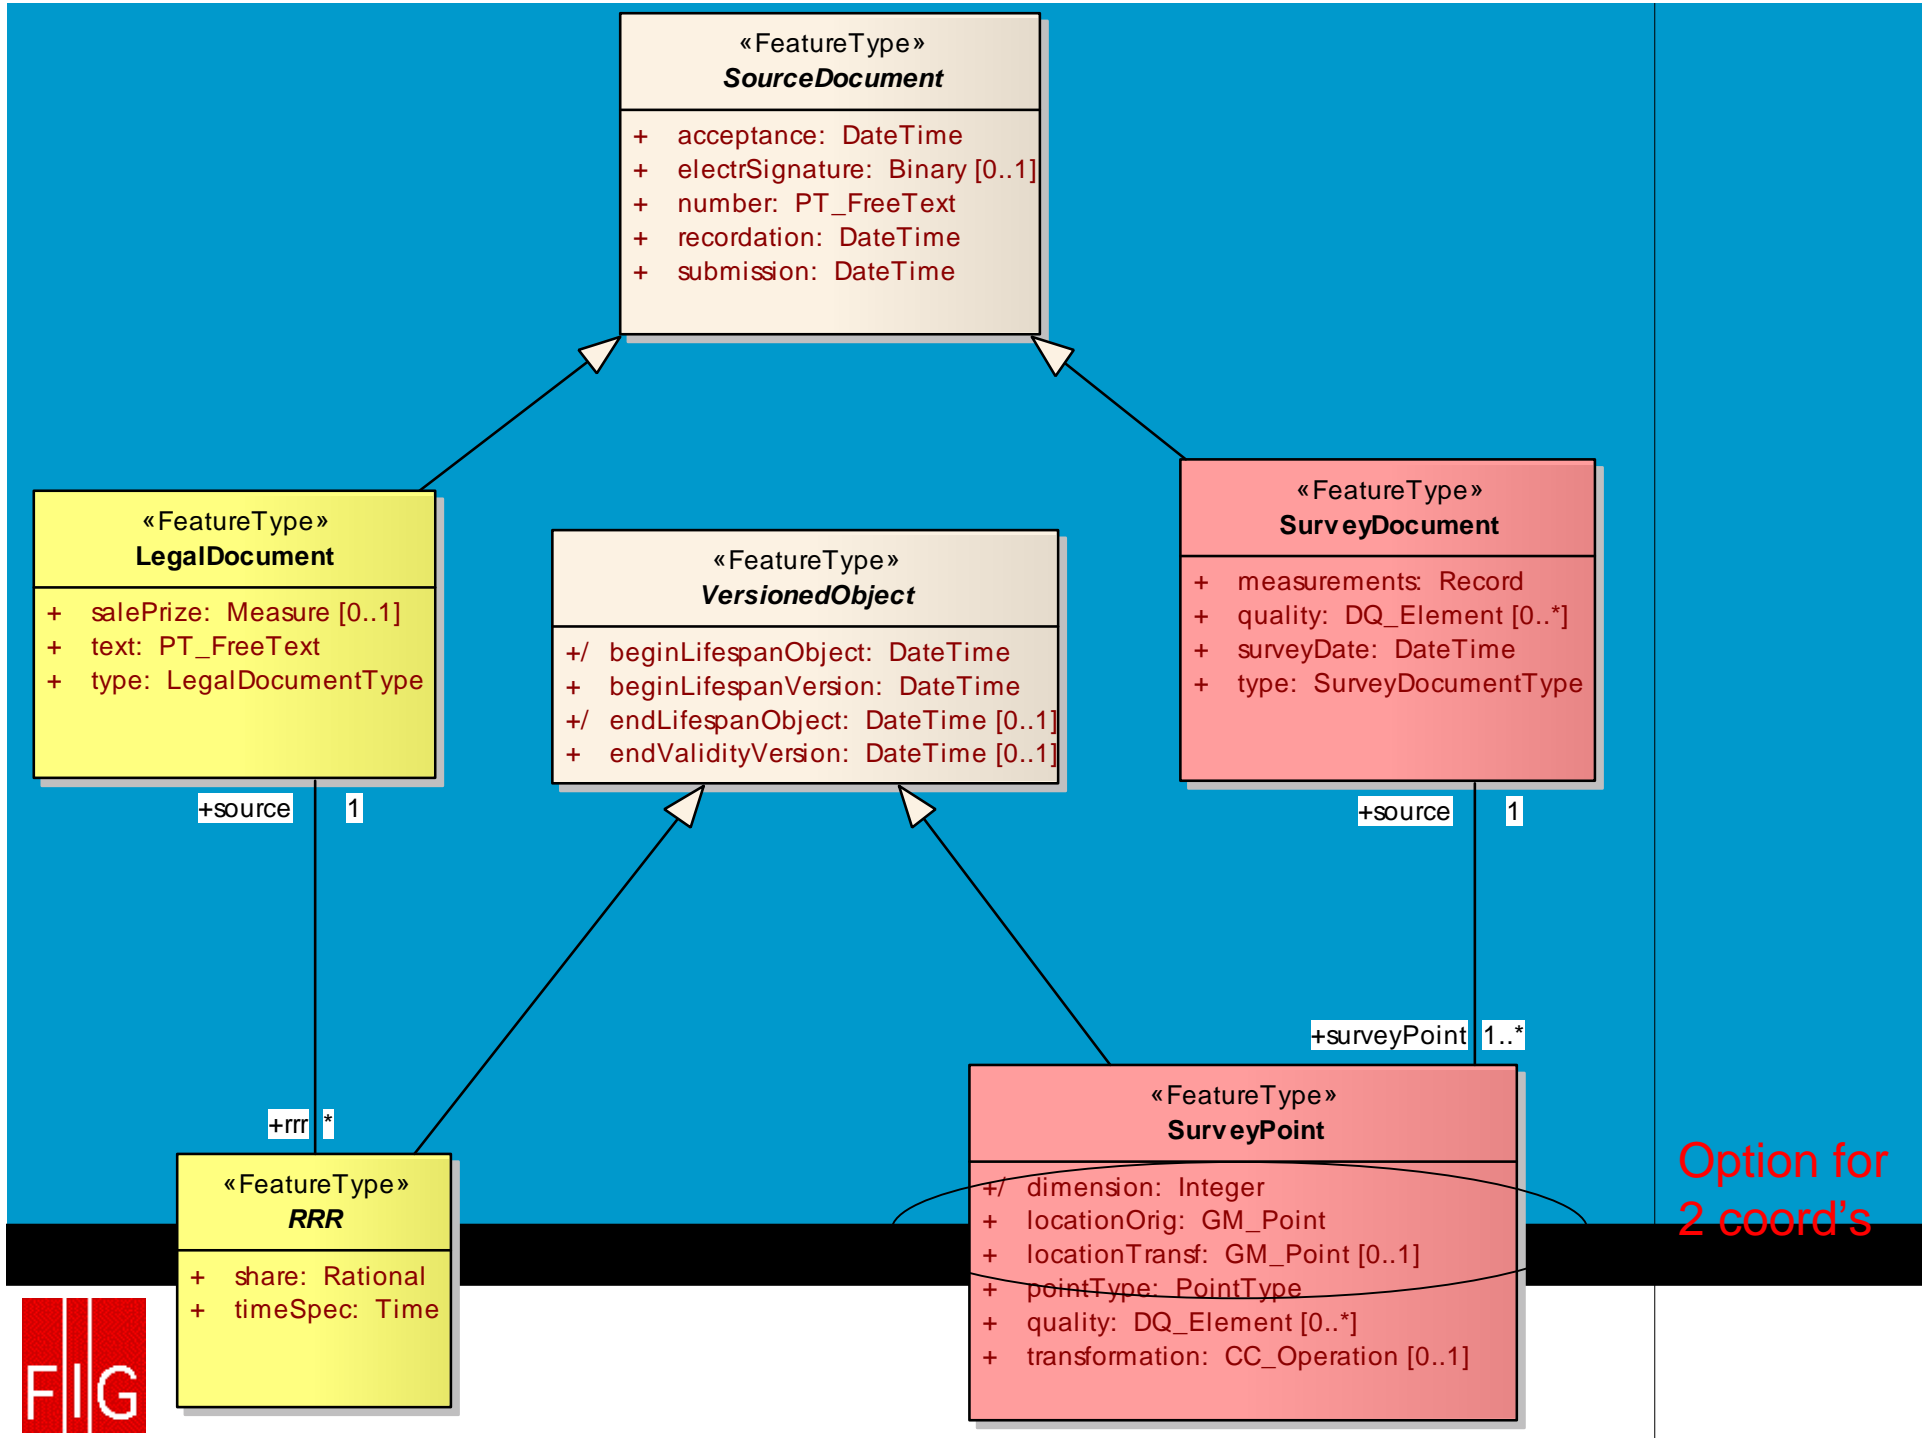 «FeatureType»
SourceDocument
+ acceptance: DateTime
+ electrSignature: Binary [0..1]
+ number: PT_FreeText
+ recordation: DateTime
+ submission: DateTime
«FeatureType»
LegalDocument
+ salePrize: Measure [0..1]
+ text: PT_FreeText
+ type: LegalDocumentType
«FeatureType»
VersionedObject
+/ beginLifespanObject: DateTime
+ beginLifespanVersion: DateTime
+/ endLifespanObject: DateTime [0..1]
+ endValidityVersion: DateTime [0..1]
«FeatureType»
SurveyDocument
+ measurements: Record
+ quality: DQ_Element [0..*]
+ surveyDate: DateTime
+ type: SurveyDocumentType
+source 1
+source 1
+surveyPoint 1..*
+rrr *
«FeatureType»
RRR
+ share: Rational
+ timeSpec: Time
«FeatureType»
SurveyPoint
+/ dimension: Integer
+ locationOrig: GM_Point
+ locationTransf: GM_Point [0..1]
+ pointType: PointType
+ quality: DQ_Element [0..*]
+ transformation: CC_Operation [0..1]
Option for
2 coord's
FIG